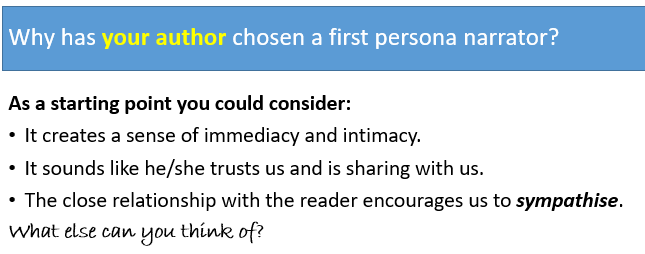 Why has your author chosen a first persona narrator?
As a starting point you could consider:
• It creates a sense of immediacy and intimacy.
• It sounds like he/she trusts us and is sharing with us.
• The close relationship with the reader encourages us to sympathise.
What else can you think of?